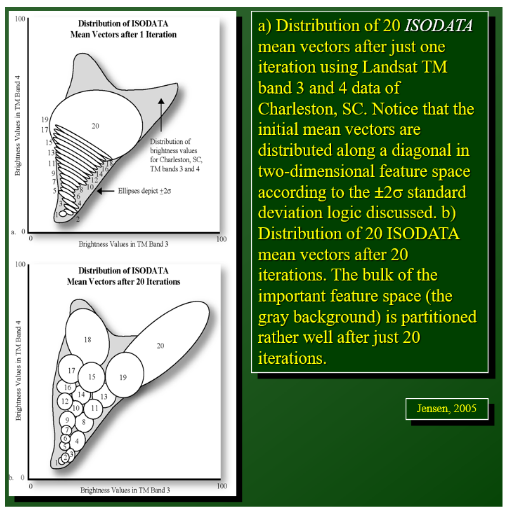 Distribution of ISODATA
Mean Vectors after 1 Iteration
100
Brightness Values in TM Band 4
19
17
15
13
11
9
7
5
20
16
14
12
10
8
6
Distribution of
brightness values
for Charleston, SC,
TM bands 3 and 4
Ellipses depict ±2σ
a.
0
0
Brightness Values in TM Band 3
100
Distribution of ISODATA
Mean Vectors after 20 Iterations
100
Brightness Values in TM Band 4
18
20
17
15
19
16
14
13
12
10
11
9
8
7
6
4
b.
0
0
Brightness Values in TM Band 3
100
a) Distribution of 20 ISODATA
mean vectors after just one
iteration using Landsat TM
band 3 and 4 data of
Charleston, SC. Notice that the
initial mean vectors are
distributed along a diagonal in
two-dimensional feature space
according to the ±2σ standard
deviation logic discussed. b)
Distribution of 20 ISODATA
mean vectors after 20
iterations. The bulk of the
important feature space (the
gray background) is partitioned
rather well after just 20
iterations.
Jensen, 2005